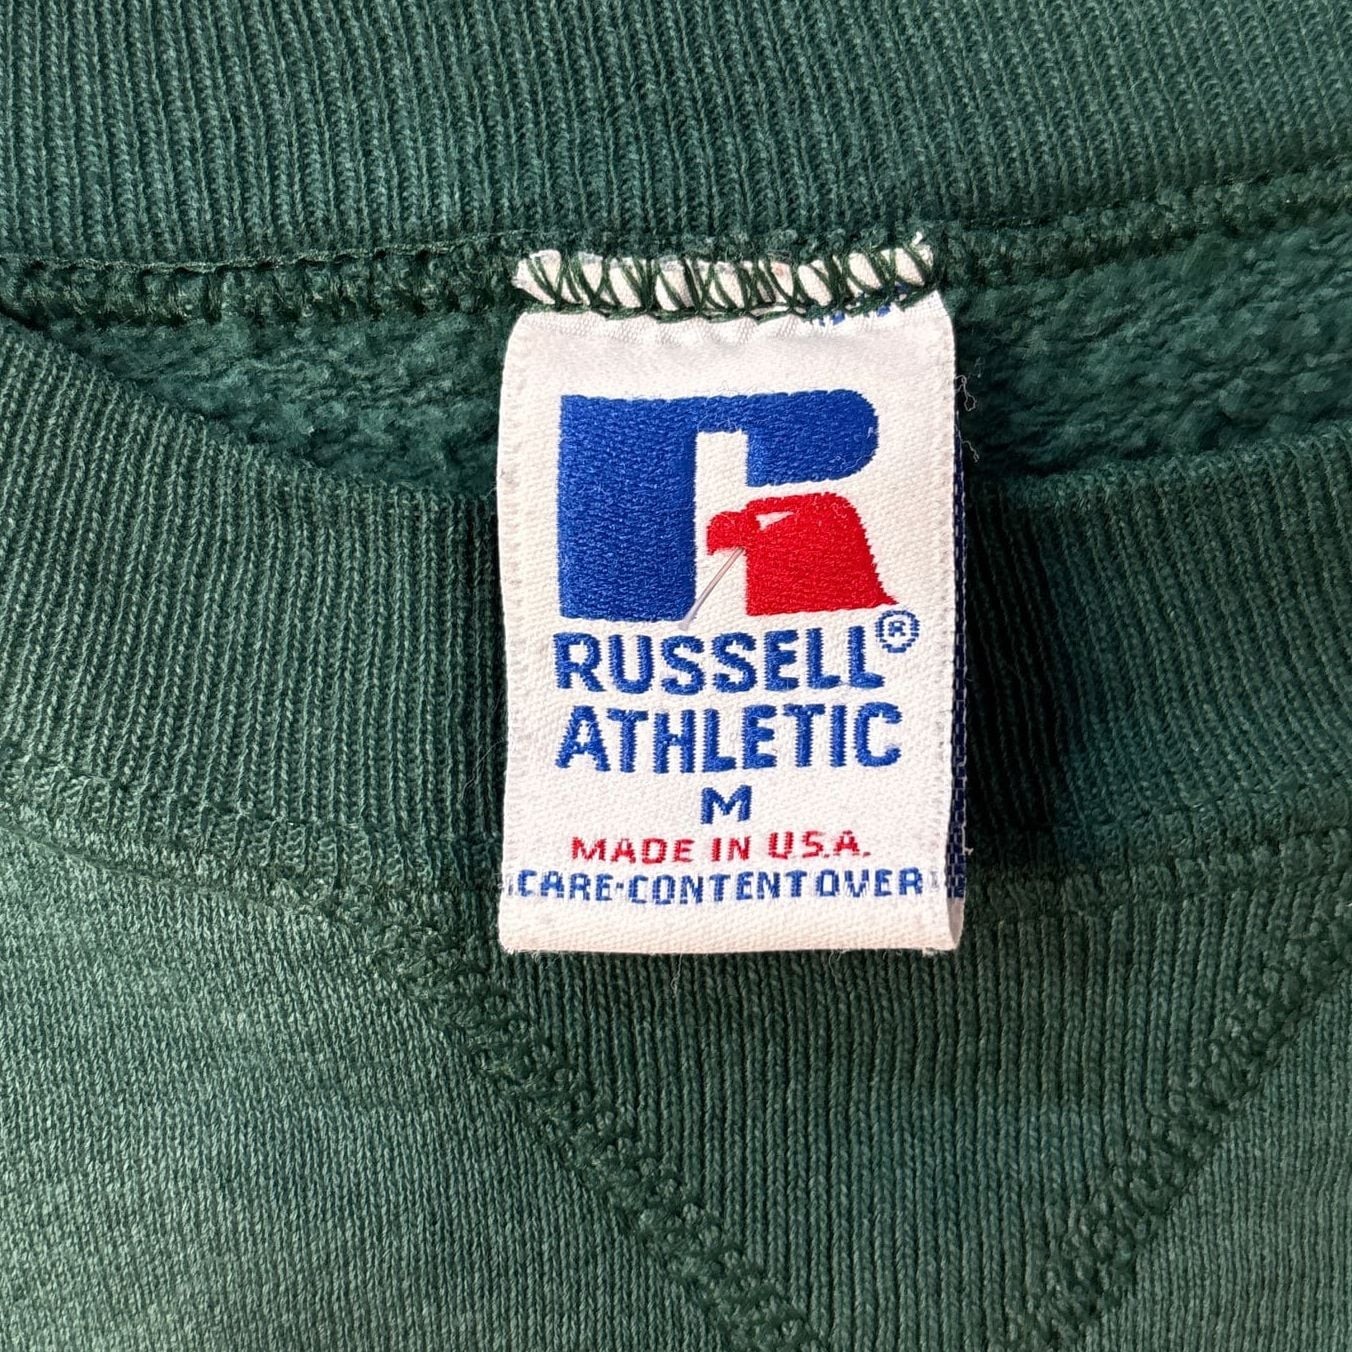 RUSSELL®
ATHLETIC
M
MADE IN U.S.A.
CARE·CONTENT OVER